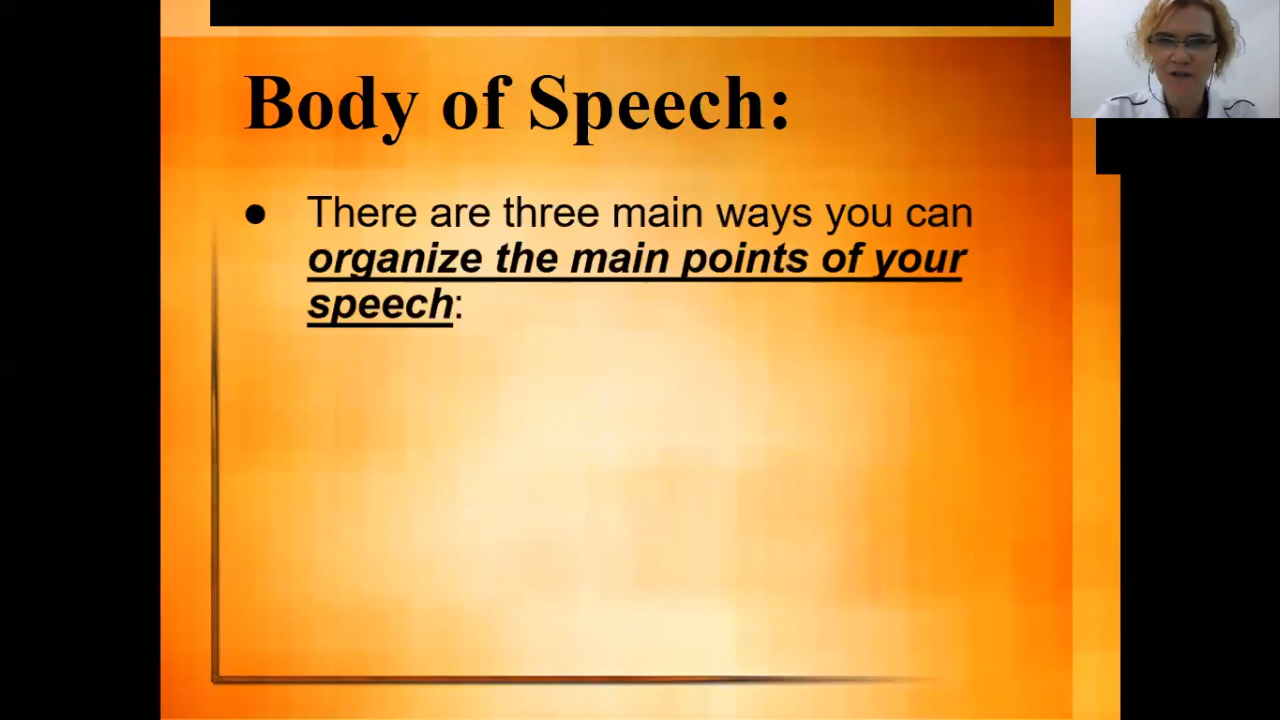 Body of Speech:
● There are three main ways you can
organize the main points of your
speech: